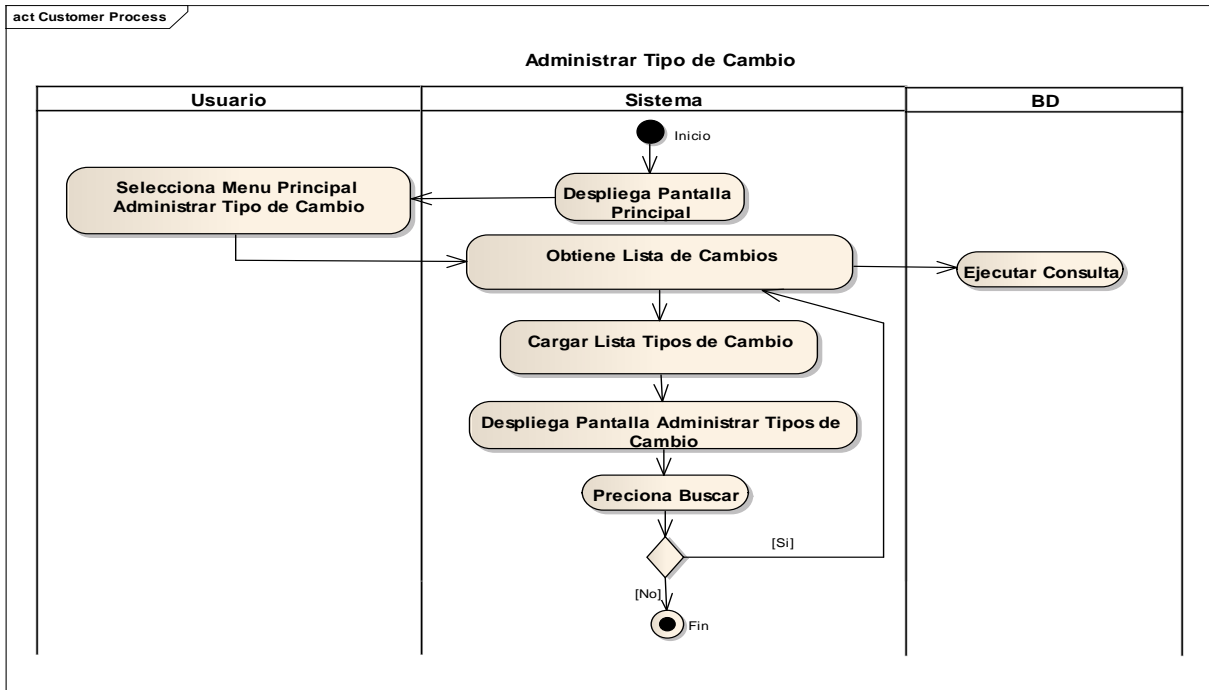 act Customer Process
Administrar Tipo de Cambio
Usuario
Sistema
BD
Inicio
Selecciona Menu Principal
Administrar Tipo de Cambio
Despliega Pantalla
Principal
Obtiene Lista de Cambios
Ejecutar Consulta
Cargar Lista Tipos de Cambio
Despliega Pantalla Administrar Tipos de
Cambio
Preciona Buscar
[Si]
[No]
Fin